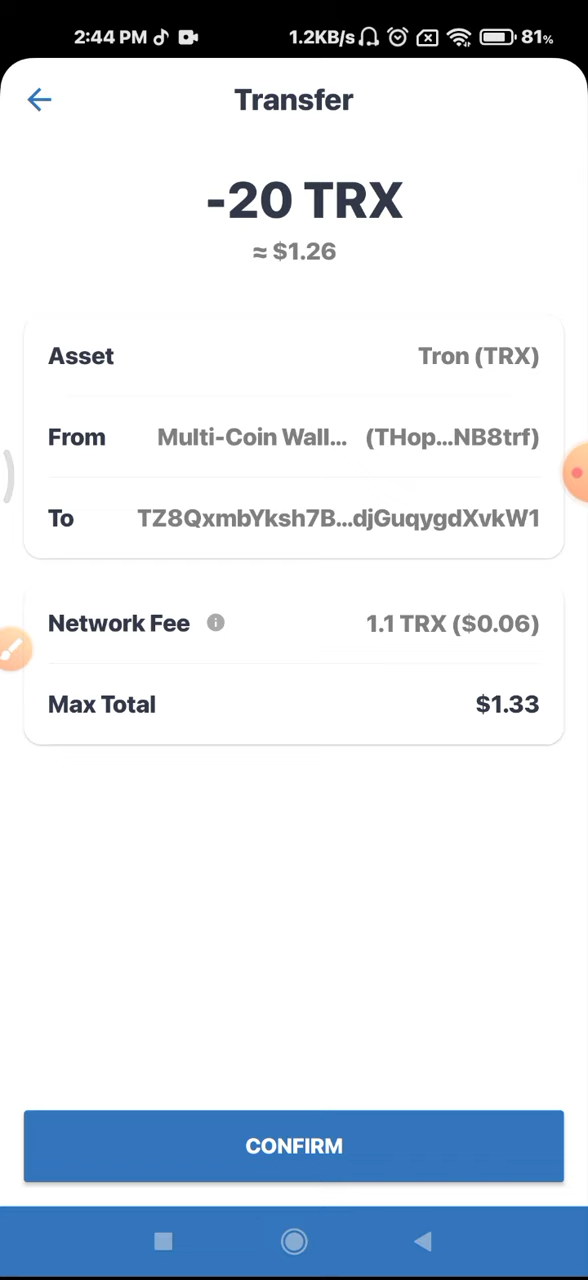 2:44 PM 1.2KB/s 81%
Transfer
-20 TRX
≈ $1.26
Asset Tron (TRX)
From Multi-Coin Wall... (THop...NB8trf)
To TZ8QxmbYksh7B...djGuqygdXvkW1
Network Fee 1.1 TRX ($0.06)
Max Total $1.33
CONFIRM